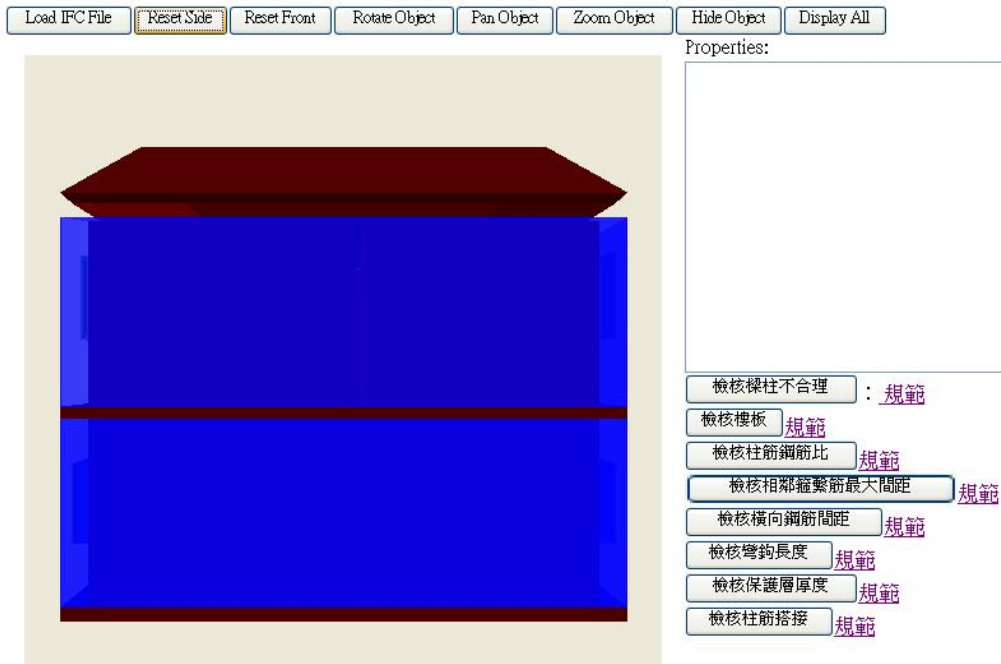 Load IFC File Reset Side Reset Front Rotate Object Pan Object Zoom Object Hide Object Display All
Properties:
檢核樑柱不合理 : 規範
檢核樓板 規範
檢核柱筋鋼筋比 規範
檢核相鄰箍繫筋最大間距 規範
檢核橫向鋼筋間距 規範
檢核彎鉤長度 規範
檢核保護層厚度 規範
檢核柱筋搭接 規範